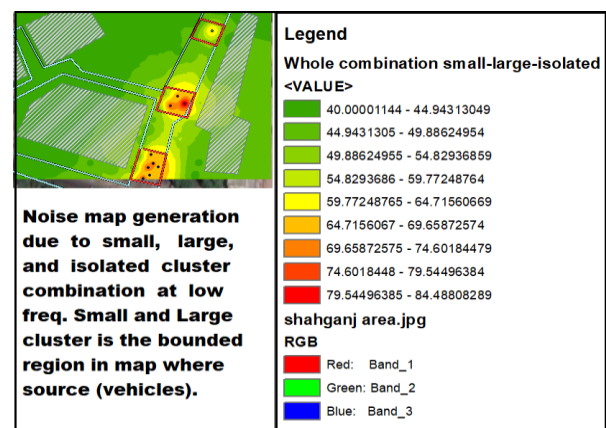 Noise map generation
due to small, large,
and isolated cluster
combination at low
freq. Small and Large
cluster is the bounded
region in map where
source (vehicles).
Legend
Whole combination small-large-isolated
<VALUE>
40.00001144 - 44.94313049
44.9431305 - 49.88624954
49.88624955 - 54.82936859
54.8293686 - 59.77248764
59.77248765 - 64.71560669
64.7156067 - 69.65872574
69.65872575 - 74.60184479
74.6018448 - 79.54496384
79.54496385 - 84.48808289
shahganj area.jpg
RGB
Red: Band_1
Green: Band_2
Blue: Band_3